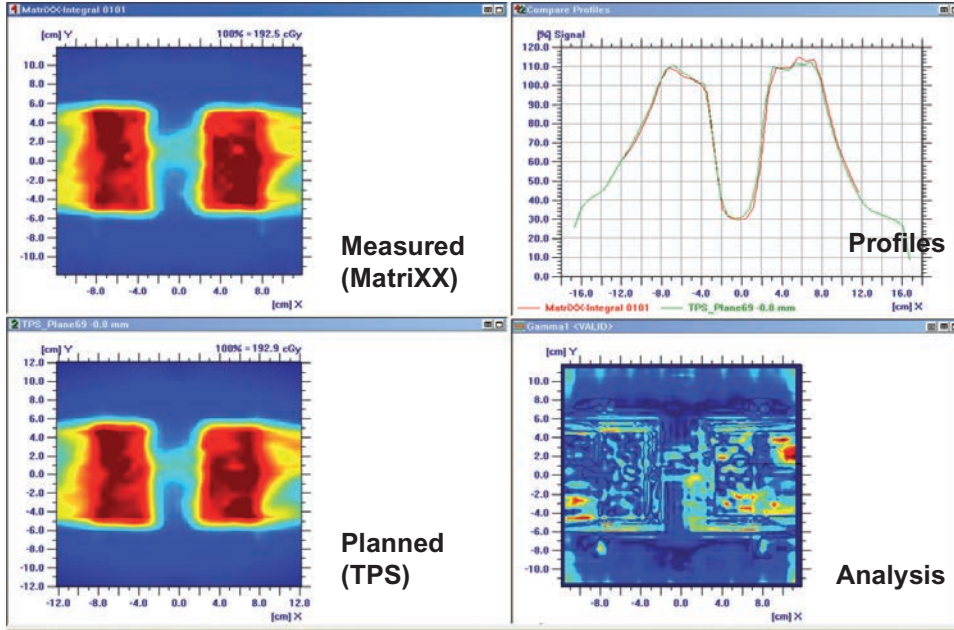 MatriXX-Integral 0101
[cm] Y
100% = 192.5 cGy
10.0
8.0
6.0
4.0
2.0
0.0
-2.0
-4.0
-6.0
-8.0
-10.0
-8.0 -4.0 0.0 4.0 8.0
[cm] X
Measured
(MatriXX)
Compare Profiles
[%] Signal
120.0
110.0
100.0
90.0
80.0
70.0
60.0
50.0
40.0
30.0
20.0
10.0
0.0
-16.0 -12.0 -8.0 -4.0 0.0 4.0 8.0 12.0 16.0
[cm] X
MatriXX-Integral 0101
TPS_Plane69 -0.8 mm
Profiles
2 TPS_Plane69 -0.8 mm
[cm] Y
100% = 192.9 cGy
12.0
10.0
8.0
6.0
4.0
2.0
0.0
-2.0
-4.0
-6.0
-8.0
-10.0
-12.0
-12.0 -8.0 -4.0 0.0 4.0 8.0 12.0
[cm] X
Planned
(TPS)
Gamma1 <VALID>
[cm] Y
10.0
8.0
6.0
4.0
2.0
0.0
-2.0
-4.0
-6.0
-8.0
-10.0
-8.0 -4.0 0.0 4.0 8.0
[cm] X
Analysis